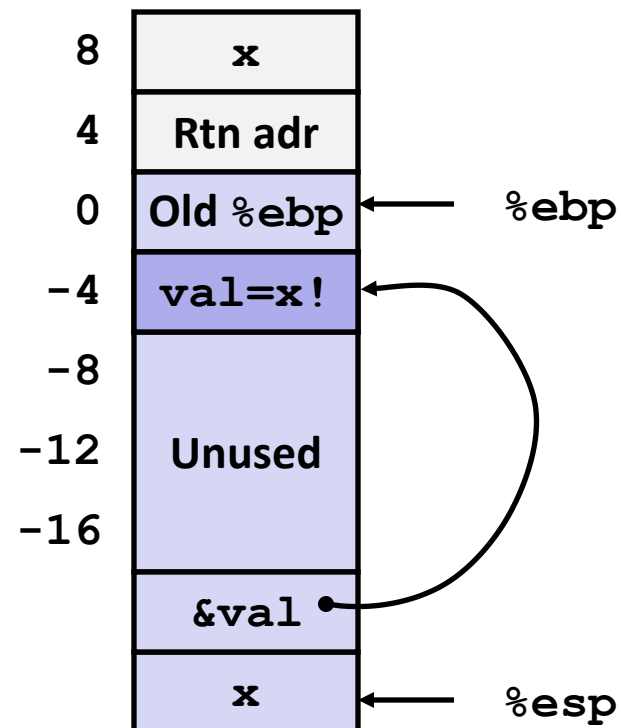 8 x
4 Rtn adr
0 Old %ebp %ebp
-4 val=x!
-8
-12 Unused
-16
&val
x %esp